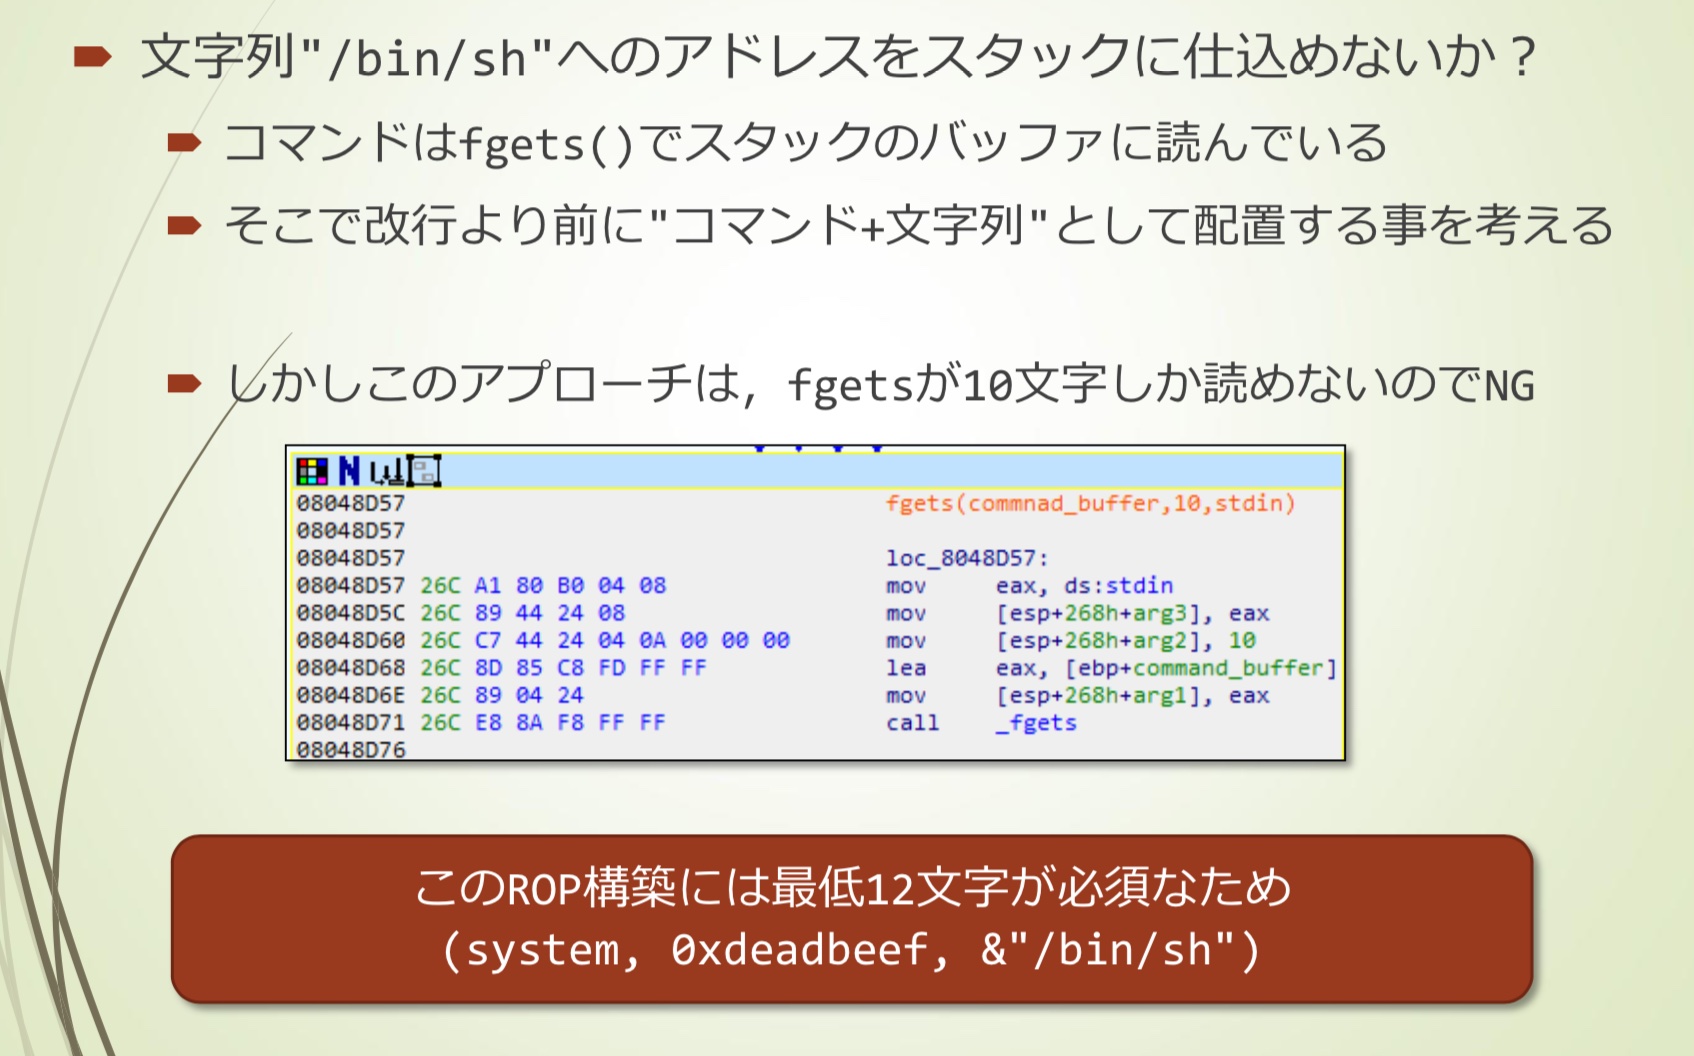 文字列"/bin/sh"へのアドレスをスタックに仕込めないか？
コマンドはfgets()でスタックのバッファに読んでいる
そこで改行より前に"コマンド+文字列"として配置する事を考える
しかしこのアプローチは, fgetsが10文字しか読めないのでNG
N
08048D57 fgets(commnad_buffer,10,stdin)
08048D57
08048D57 loc_8048D57:
08048D57 26C A1 80 B0 04 08 mov eax, ds:stdin
08048D5C 26C 89 44 24 08 mov [esp+268h+arg3], eax
08048D60 26C C7 44 24 04 0A 00 00 00 mov [esp+268h+arg2], 10
08048D68 26C 8D 85 C8 FD FF FF lea eax, [ebp+command_buffer]
08048D6E 26C 89 04 24 mov [esp+268h+arg1], eax
08048D71 26C E8 8A F8 FF FF call _fgets
08048D76
このROP構築には最低12文字が必須なため
(system, 0xdeadbeef, &"/bin/sh")